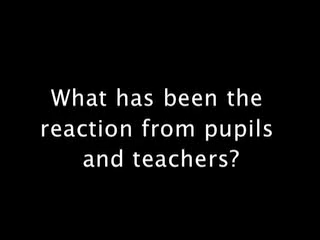 What has been the
reaction from pupils
and teachers?